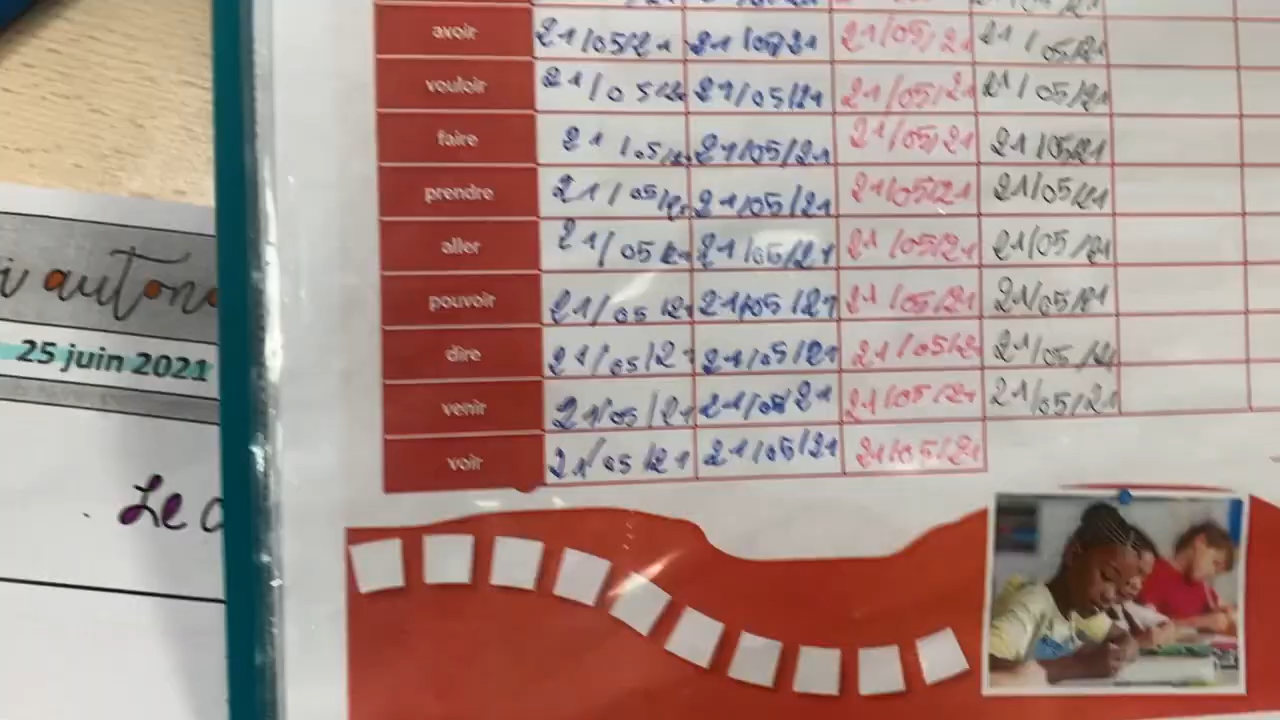 avoir 21/05/21 21/05/21 21/05/21 21/05/21
vouloir 21/05/21 21/05/21 21/05/21 21/05/21
faire 21/05/21 21/05/21 21/05/21 21/05/21
prendre 21/05/21 21/05/21 21/05/21 21/05/21
aller 21/05/21 21/05/21 21/05/21 21/05/21
pouvoir 21/05/21 21/05/21 21/05/21 21/05/21
dire 21/05/21 21/05/21 21/05/21 21/05/21
venir 21/05/21 21/05/21 21/05/21 21/05/21
voir 21/05/21 21/05/21 21/05/21
i auton
25 juin 2021
Le